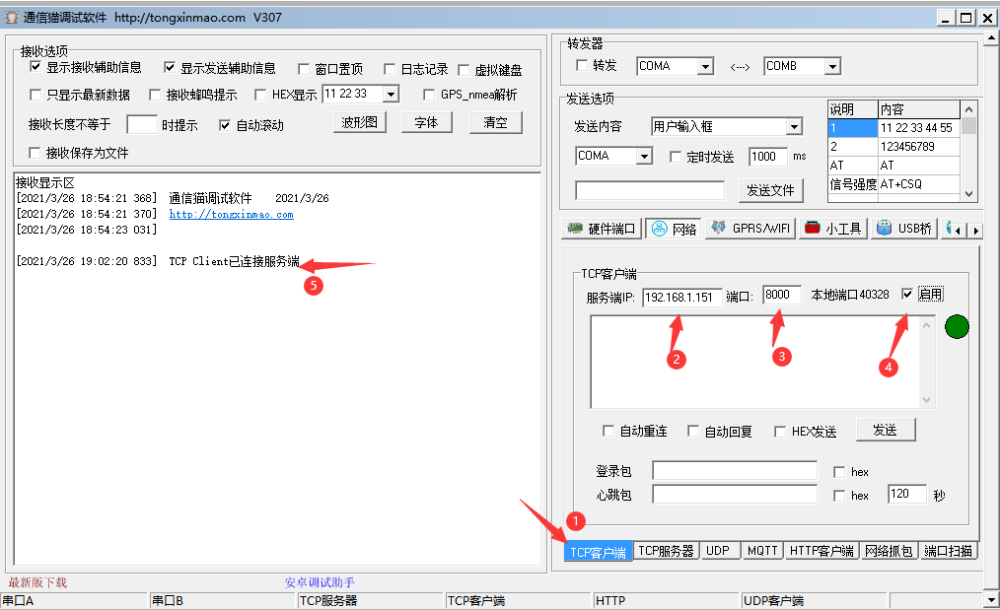 通信猫调试软件 http://tongxinmao.com V307
接收选项
显示接收辅助信息 显示发送辅助信息 窗口置顶 日志记录 虚拟键盘
只显示最新数据 接收蜂鸣提示 HEX显示 11 22 33 GPS_nmea解析
接收长度不等于 时提示 自动滚动 波形图 字体 清空
接收保存为文件
接收显示区
[2021/3/26 18:54:21 368] 通信猫调试软件 2021/3/26
[2021/3/26 18:54:21 370] http://tongxinmao.com
[2021/3/26 18:54:23 031]
[2021/3/26 19:02:20 833] TCP Client已连接服务端
5
转发器
转发 COMA <--> COMB
发送选项
发送内容 用户输入框
COMA 定时发送 1000 ms
发送文件
说明 内容
1 11 22 33 44 55
2 123456789
AT AT
信号强度 AT+CSQ
硬件端口 网络 GPRS/WIFI 小工具 USB桥
TCP客户端
服务端IP: 192.168.1.151 端口: 8000 本地端口40328 启用
2 3 4
自动重连 自动回复 HEX发送 发送
登录包 hex
心跳包 hex 120 秒
1
TCP客户端 TCP服务器 UDP MQTT HTTP客户端 网络抓包 端口扫描
最新版下载 安卓调试助手
串口A 串口B TCP服务器 TCP客户端 HTTP UDP客户端